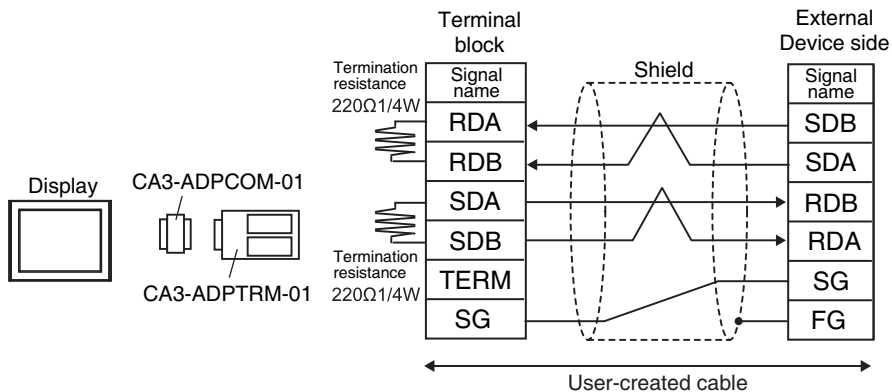 Terminal
block
External
Device side
Termination
resistance
220Ω1/4W
Signal
name
Shield
Signal
name
RDA
SDB
RDB
SDA
Display
CA3-ADPCOM-01
SDA
RDB
SDB
RDA
Termination
resistance
220Ω1/4W
CA3-ADPTRM-01
TERM
SG
SG
FG
User-created cable